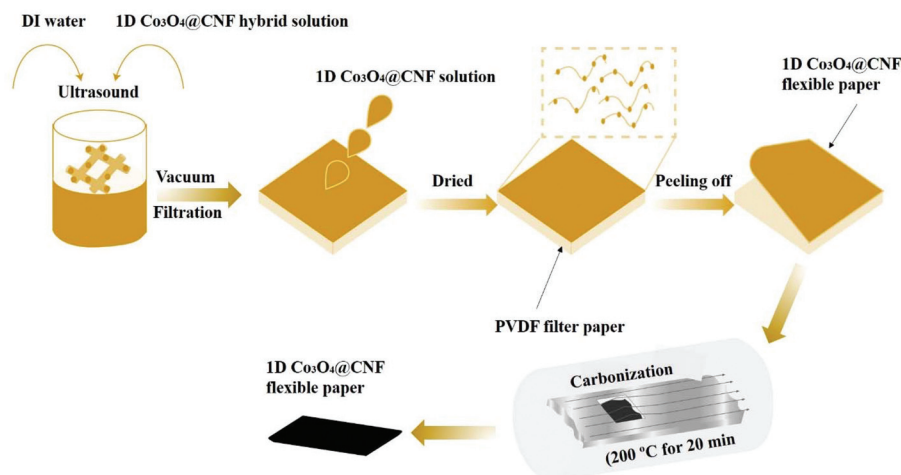 DI water
1D Co₃O₄@CNF hybrid solution
Ultrasound
1D Co₃O₄@CNF solution
1D Co₃O₄@CNF
flexible paper
Vacuum
Filtration
Dried
Peeling off
PVDF filter paper
1D Co₃O₄@CNF
flexible paper
Carbonization
(200 ºC for 20 min